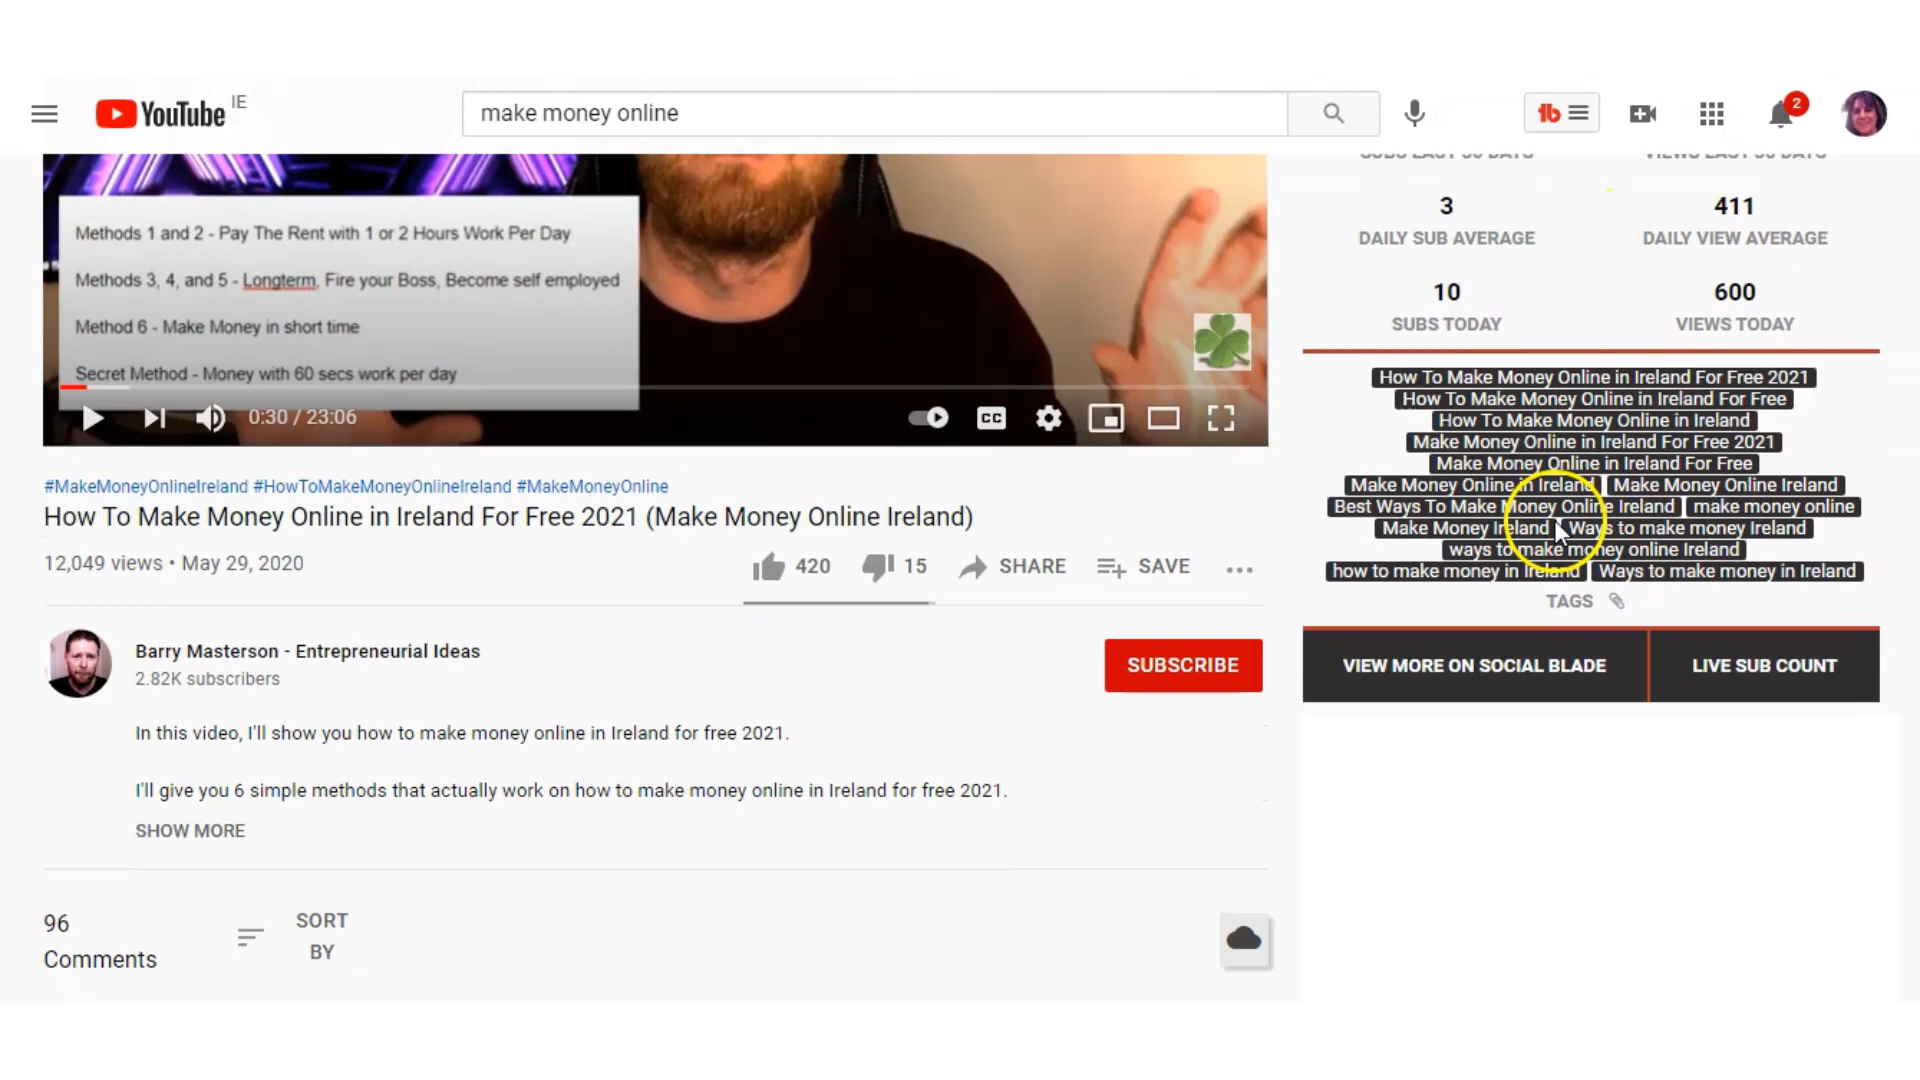 YouTube IE
make money online
2
SUBS LAST 30 DAYS
VIEWS LAST 30 DAYS
Methods 1 and 2 - Pay The Rent with 1 or 2 Hours Work Per Day
Methods 3, 4, and 5 - Longterm, Fire your Boss, Become self employed
Method 6 - Make Money in short time
Secret Method - Money with 60 secs work per day
0:30 / 23:06
CC
#MakeMoneyOnlineIreland #HowToMakeMoneyOnlineIreland #MakeMoneyOnline
How To Make Money Online in Ireland For Free 2021 (Make Money Online Ireland)
12,049 views • May 29, 2020
420
15
SHARE
SAVE
Barry Masterson - Entrepreneurial Ideas
2.82K subscribers
SUBSCRIBE
In this video, I'll show you how to make money online in Ireland for free 2021.
I'll give you 6 simple methods that actually work on how to make money online in Ireland for free 2021.
SHOW MORE
96
Comments
SORT
BY
3
DAILY SUB AVERAGE
411
DAILY VIEW AVERAGE
10
SUBS TODAY
600
VIEWS TODAY
How To Make Money Online in Ireland For Free 2021
How To Make Money Online in Ireland For Free
How To Make Money Online in Ireland
Make Money Online in Ireland For Free 2021
Make Money Online in Ireland For Free
Make Money Online in Ireland Make Money Online Ireland
Best Ways To Make Money Online Ireland make money online
Make Money Ireland Ways to make money Ireland
ways to make money online Ireland
how to make money in Ireland Ways to make money in Ireland
TAGS
VIEW MORE ON SOCIAL BLADE
LIVE SUB COUNT